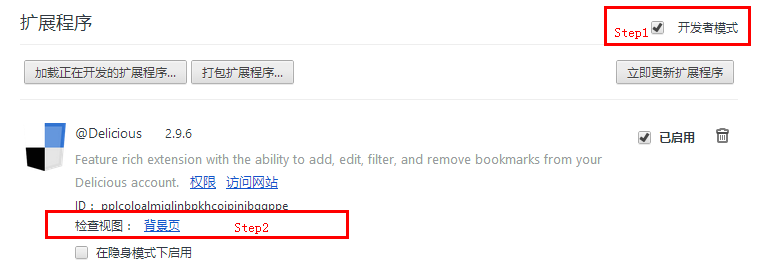 扩展程序
Step1 开发者模式
加载正在开发的扩展程序... 打包扩展程序... 立即更新扩展程序
@Delicious 2.9.6 已启用
Feature rich extension with the ability to add, edit, filter, and remove bookmarks from your
Delicious account. 权限 访问网站
ID：
检查视图： 背景页 Step2
在隐身模式下启用